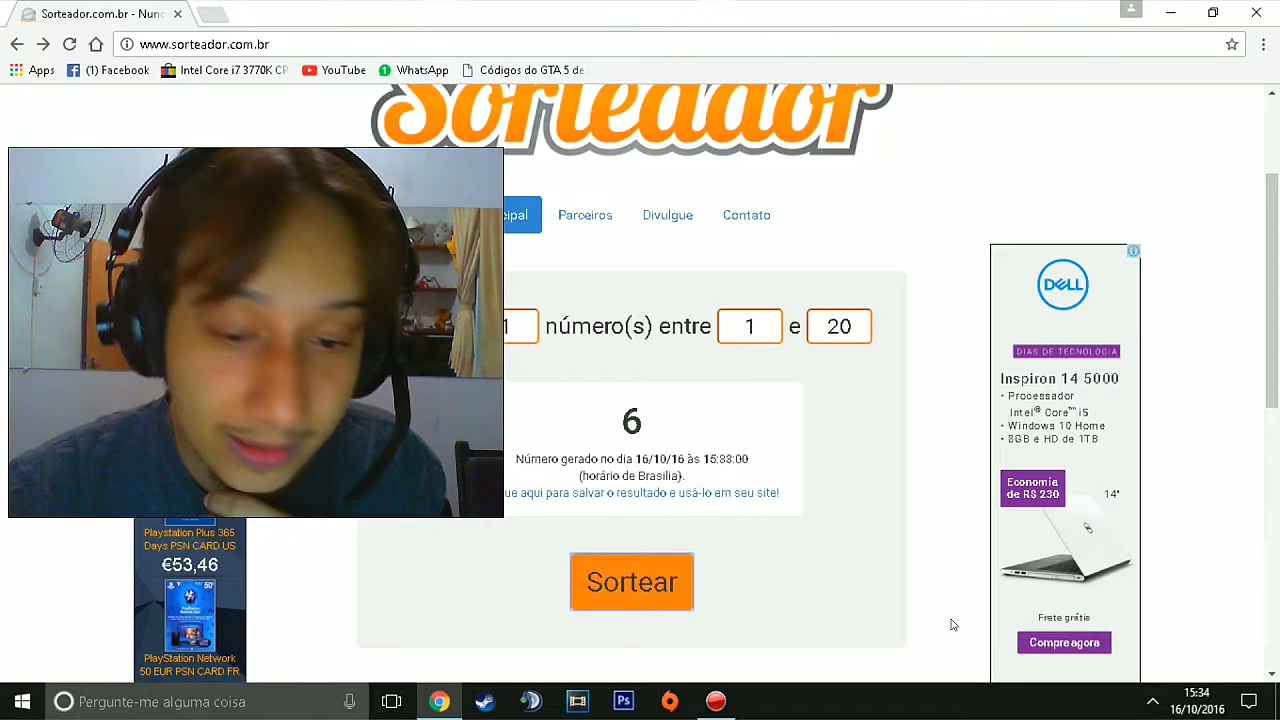 Sorteador.com.br - Nunc
www.sorteador.com.br
Apps
(1) Facebook
Intel Core i7 3770K CP
YouTube
1
WhatsApp
Códigos do GTA 5 de
Sorteador
cipal
Parceiros
Divulgue
Contato
1 número(s) entre 1 e 20
6
Número gerado no dia 16/10/16 às 15:33:00
(horário de Brasilia).
ue aqui para salvar o resultado e usá-lo em seu site!
Sortear
Playstation Plus 365
Days PSN CARD US
€53,46
50€
PlayStation Network
50 EUR PSN CARD FR
DELL
DIAS DE TECNOLOGIA
Inspiron 14 5000
• Processador
Intel® Core™ i5
• Windows 10 Home
• 8GB e HD de 1TB
Economia
de R$ 230
14"
Frete grátis
Compre agora
Pergunte-me alguma coisa
Ps
15:34
16/10/2016